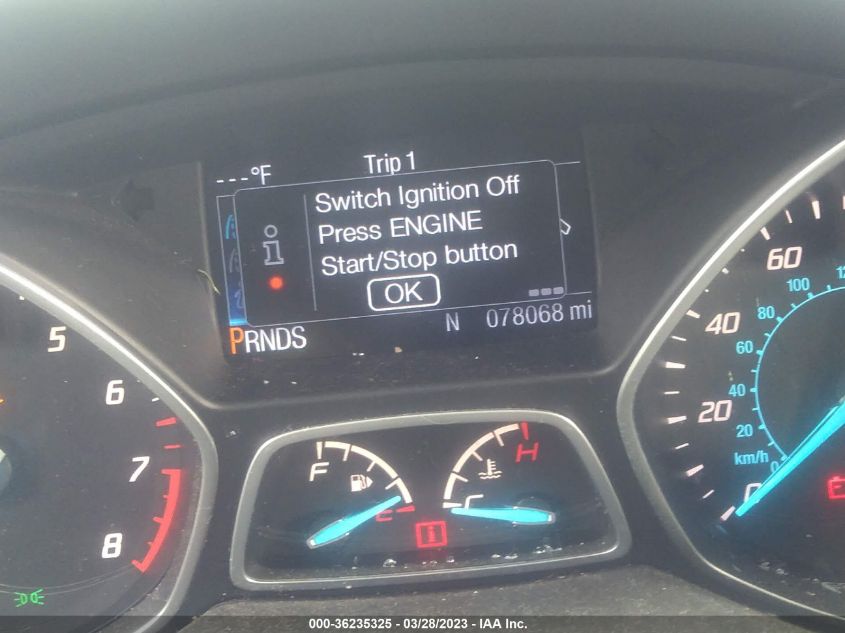 ---°F Trip 1
Switch Ignition Off
Press ENGINE
Start/Stop button
OK
PRNDS N 078068 mi
5
6
7
8
F
E
H
C
60
40
20
0
120
100
80
60
40
20
0
km/h
000-36235325 - 03/28/2023 - IAA Inc.